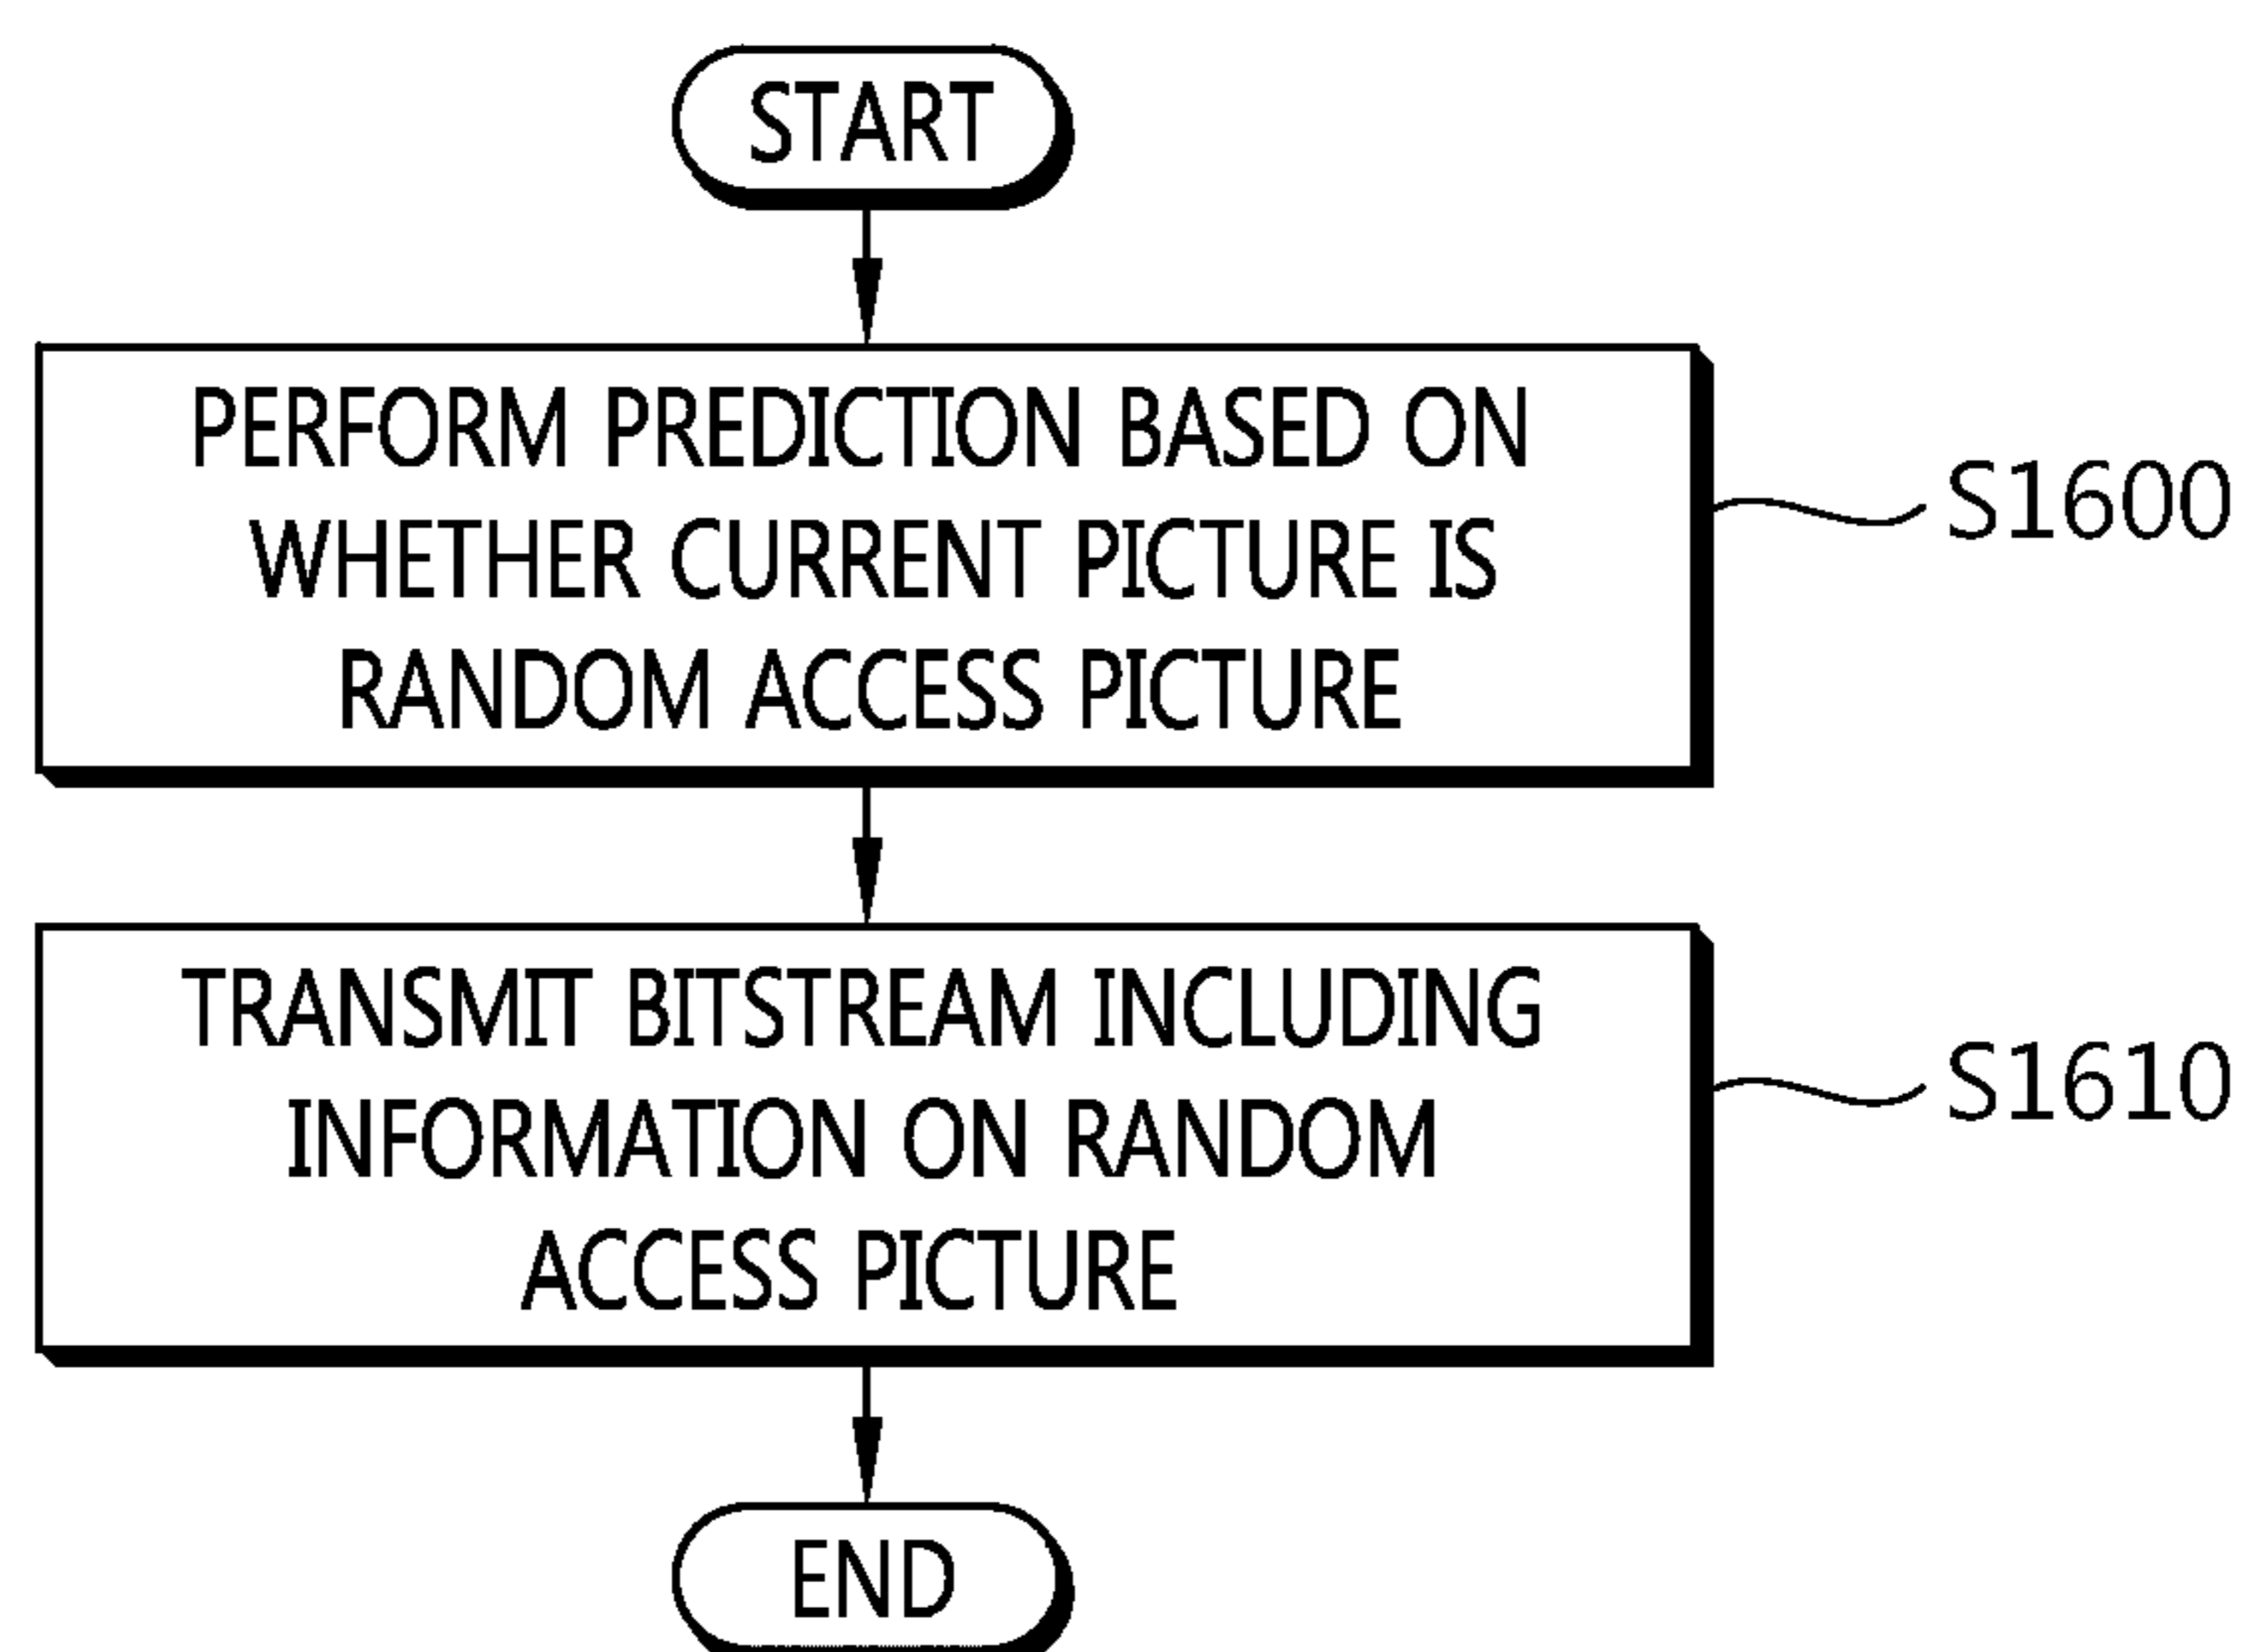 START
PERFORM PREDICTION BASED ON
WHETHER CURRENT PICTURE IS
RANDOM ACCESS PICTURE
S1600
TRANSMIT BITSTREAM INCLUDING
INFORMATION ON RANDOM
ACCESS PICTURE
S1610
END